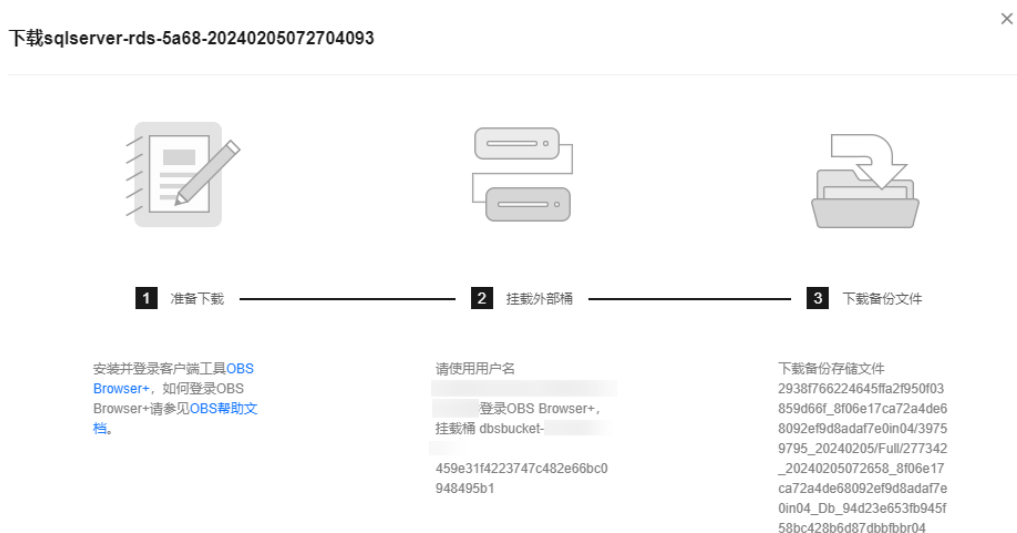 下载sqlserver-rds-5a68-20240205072704093
1 准备下载
2 挂载外部桶
3 下载备份文件
安装并登录客户端工具OBS
Browser+，如何登录OBS
Browser+请参见OBS帮助文
档。
请使用用户名
登录OBS Browser+，
挂载桶 dbsbucket-
459e31f4223747c482e66bc0
948495b1
下载备份存储文件
2938f766224645ffa2f950f03
859d66f_8f06e17ca72a4de6
8092ef9d8adaf7e0in04/3975
9795_20240205/Full/277342
_20240205072658_8f06e17
ca72a4de68092ef9d8adaf7e
0in04_Db_94d23e653fb945f
58bc428b6d87dbbfbbr04